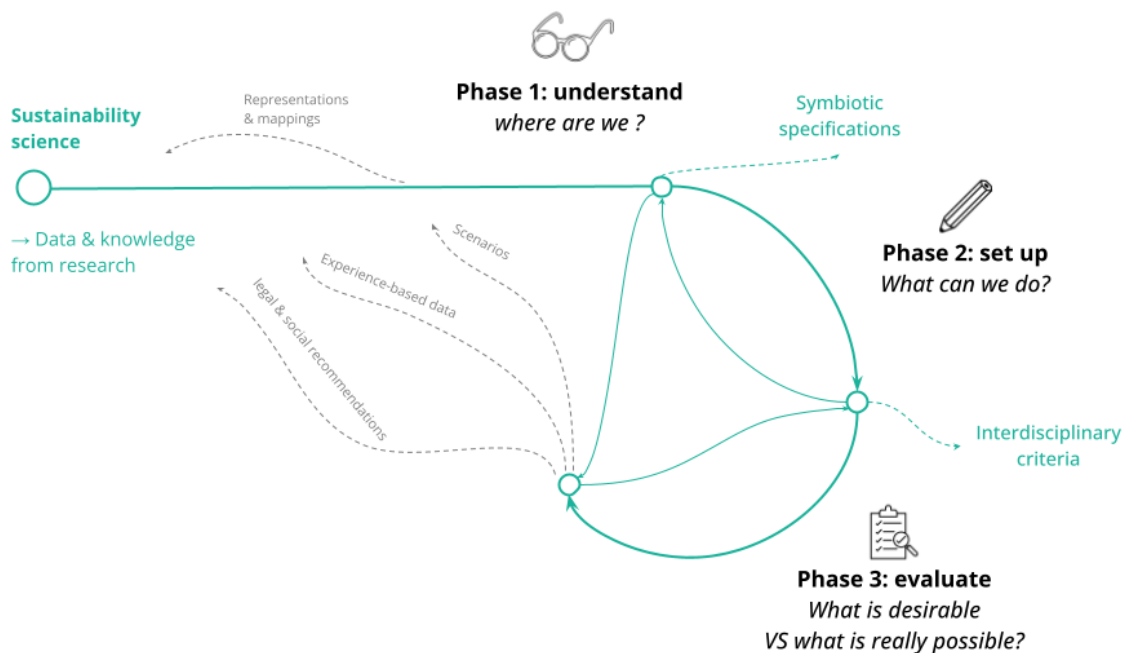 Phase 1: understand
where are we ?
Sustainability
science
Representations
& mappings
Symbiotic
specifications
→ Data & knowledge
from research
Scenarios
Experience-based data
legal & social recommendations
Phase 2: set up
What can we do?
Interdisciplinary
criteria
Phase 3: evaluate
What is desirable
VS what is really possible?